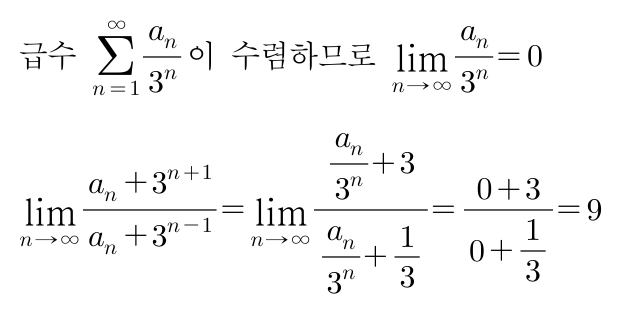 급수 $\sum_{n=1}^{\infty} \frac{a_n}{3^n}$이 수렴하므로 $\lim_{n \to \infty} \frac{a_n}{3^n} = 0$
$\lim_{n \to \infty} \frac{a_n + 3^{n+1}}{a_n + 3^{n-1}} = \lim_{n \to \infty} \frac{\frac{a_n}{3^n} + 3}{\frac{a_n}{3^n} + \frac{1}{3}} = \frac{0 + 3}{0 + \frac{1}{3}} = 9$